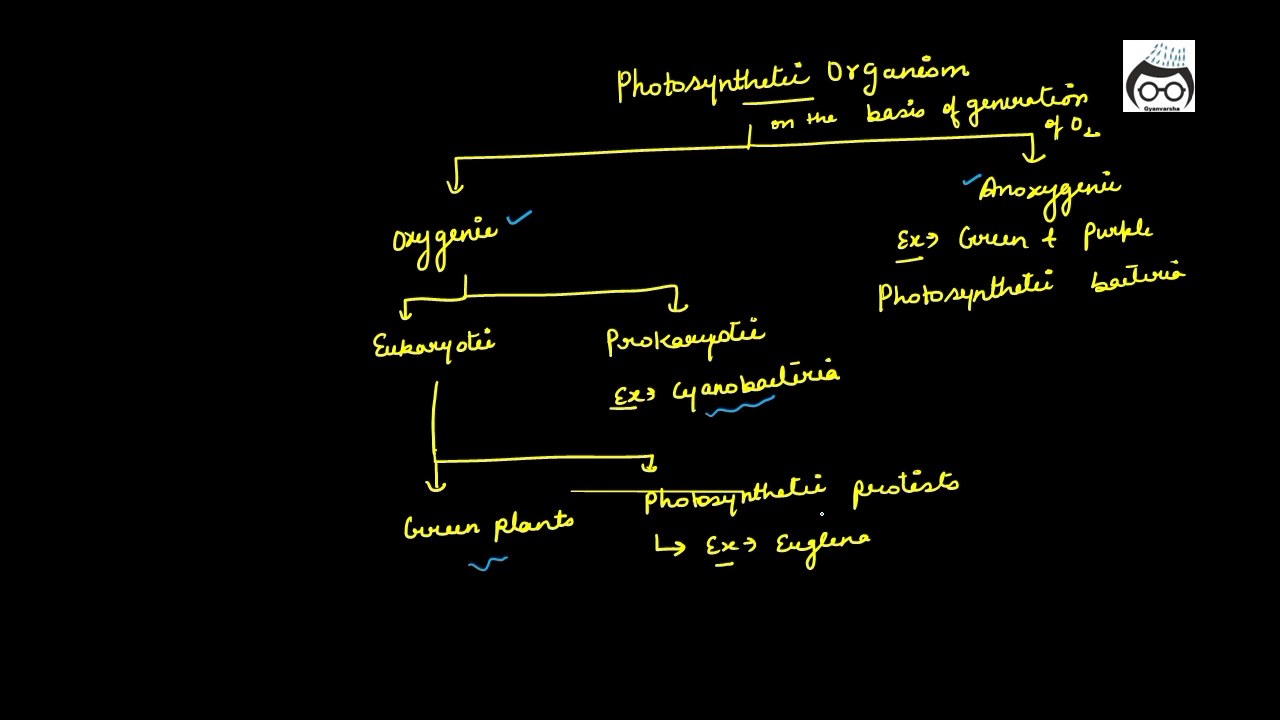 Photosynthetic Organism
on the basis of generation
of O2
Oxygenic
Anoxygenic
Ex→ Green & Purple
Photosynthetic bacteria
Eukaryotic
Prokaryotic
Ex→ Cyanobacteria
Green plants
Photosynthetic protists
↳ Ex→ Euglena
Gyanvarsha